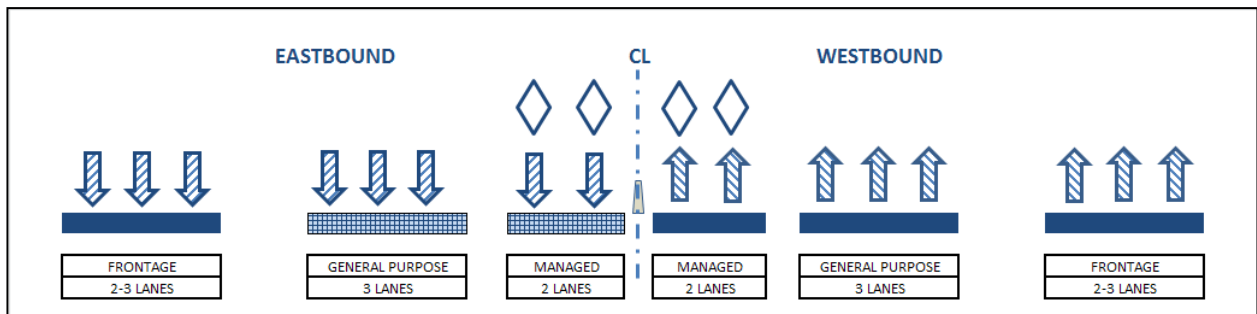 EASTBOUND CL WESTBOUND
FRONTAGE GENERAL PURPOSE MANAGED MANAGED GENERAL PURPOSE FRONTAGE
2-3 LANES 3 LANES 2 LANES 2 LANES 3 LANES 2-3 LANES